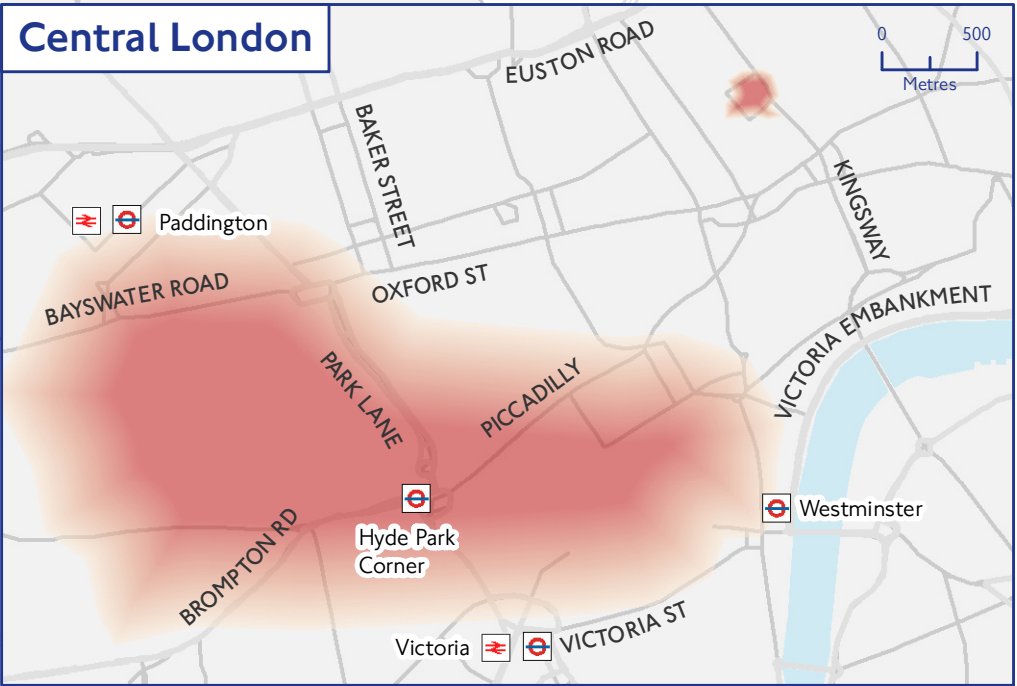 Central London
EUSTON ROAD
0 500
Metres
BAKER STREET
KINGSWAY
Paddington
BAYSWATER ROAD
OXFORD ST
VICTORIA EMBANKMENT
PARK LANE
PICCADILLY
Westminster
Hyde Park
Corner
BROMPTON RD
Victoria
VICTORIA ST